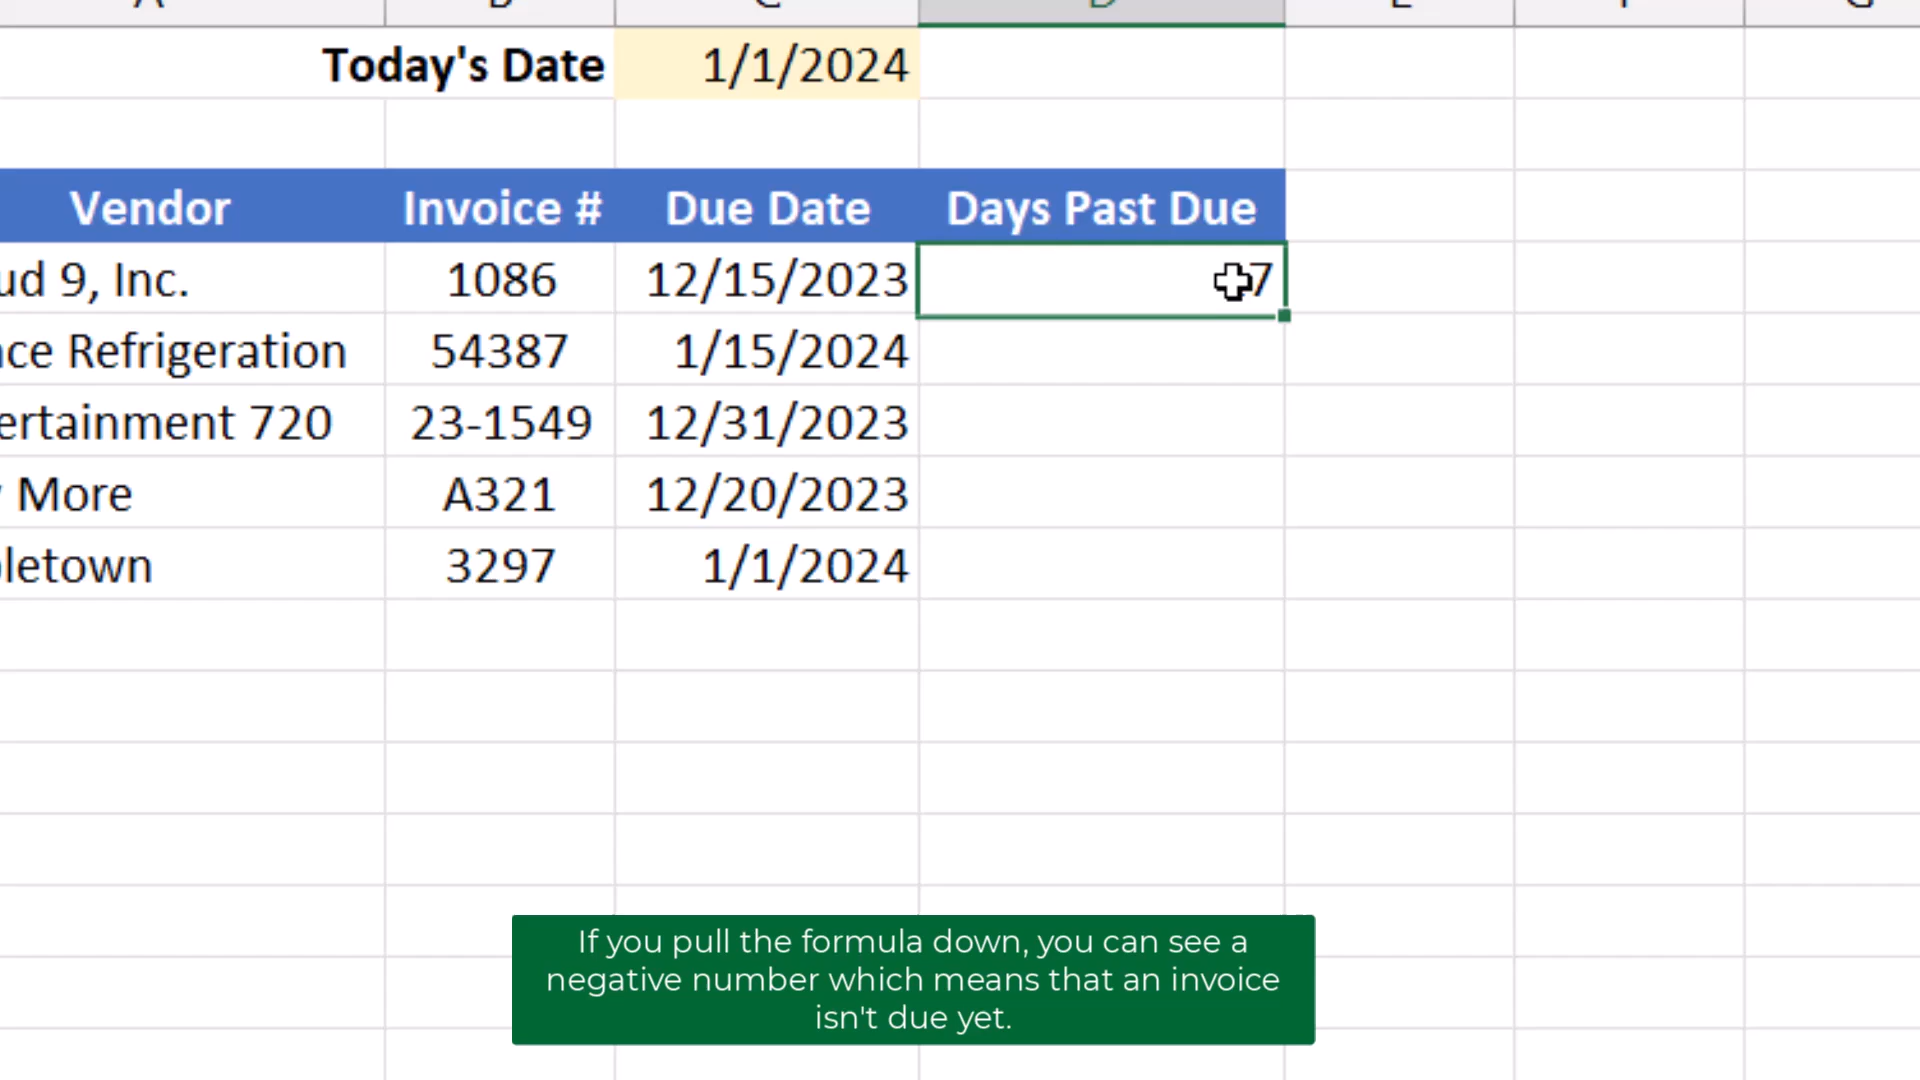 Today's Date 1/1/2024
Vendor Invoice # Due Date Days Past Due
ud 9, Inc. 1086 12/15/2023 7
ce Refrigeration 54387 1/15/2024
ertainment 720 23-1549 12/31/2023
More A321 12/20/2023
letown 3297 1/1/2024
If you pull the formula down, you can see a
negative number which means that an invoice
isn't due yet.